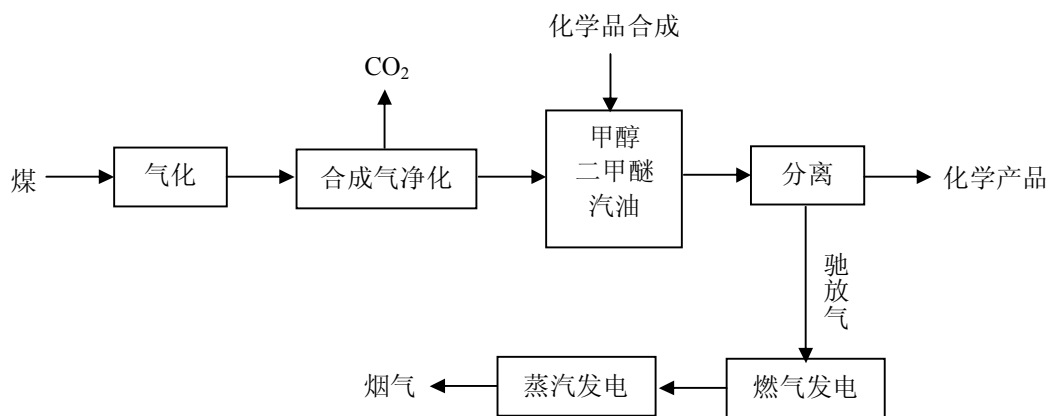 化学品合成
CO₂
煤
气化
合成气净化
甲醇
二甲醚
汽油
分离
化学产品
驰放气
烟气
蒸汽发电
燃气发电